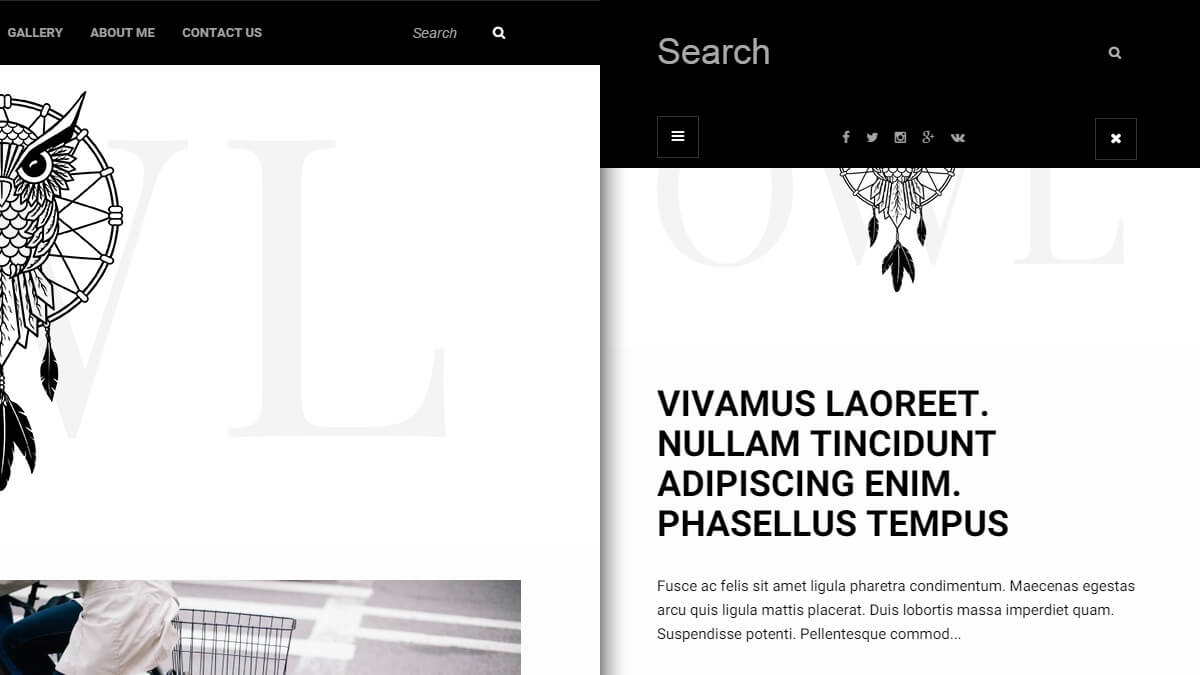 GALLERY ABOUT ME CONTACT US Search
WL
Search
OWL
VIVAMUS LAOREET.
NULLAM TINCIDUNT
ADIPISCING ENIM.
PHASELLUS TEMPUS
Fusce ac felis sit amet ligula pharetra condimentum. Maecenas egestas
arcu quis ligula mattis placerat. Duis lobortis massa imperdiet quam.
Suspendisse potenti. Pellentesque commod...